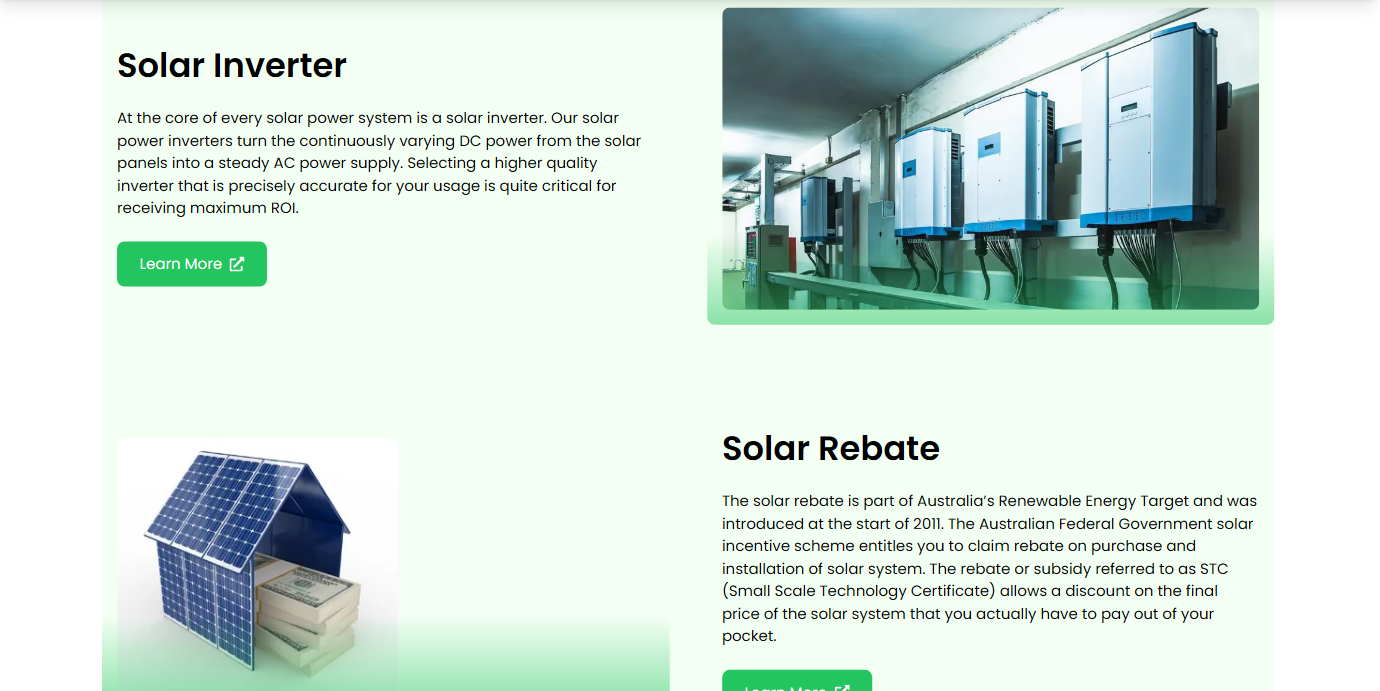 Solar Inverter
At the core of every solar power system is a solar inverter. Our solar
power inverters turn the continuously varying DC power from the solar
panels into a steady AC power supply. Selecting a higher quality
inverter that is precisely accurate for your usage is quite critical for
receiving maximum ROI.
Learn More
Solar Rebate
The solar rebate is part of Australia’s Renewable Energy Target and was
introduced at the start of 2011. The Australian Federal Government solar
incentive scheme entitles you to claim rebate on purchase and
installation of solar system. The rebate or subsidy referred to as STC
(Small Scale Technology Certificate) allows a discount on the final
price of the solar system that you actually have to pay out of your
pocket.
Learn More